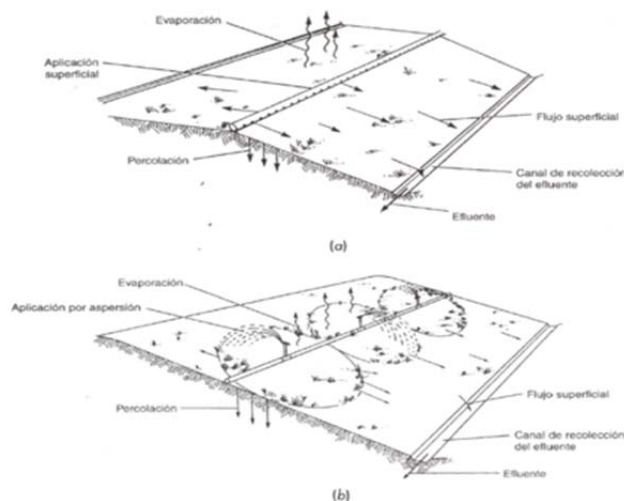 Evaporación
Aplicación
superficial
Flujo superficial
Percolación
Canal de recolección
del efluente
Efluente
(a)
Evaporación
Aplicación por aspersión
Percolación
Flujo superficial
Canal de recolección
del efluente
Efluente
(b)